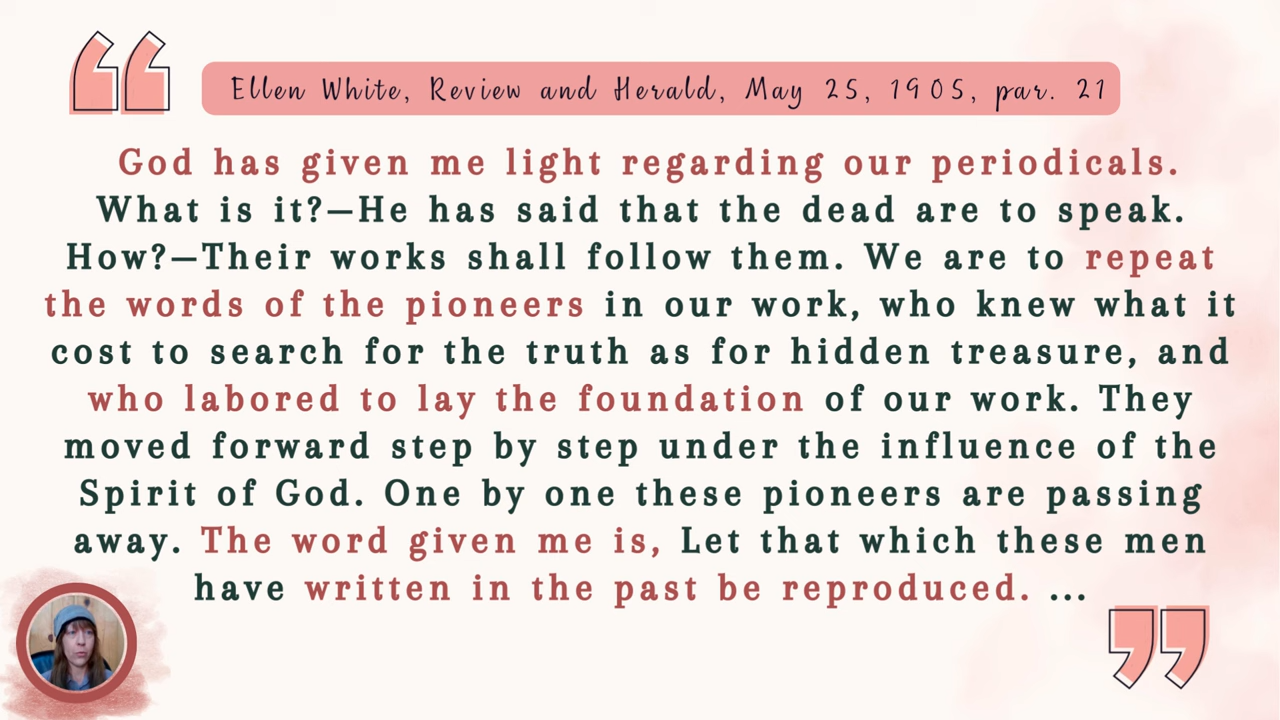 Ellen White, Review and Herald, May 25, 1905, par. 21
God has given me light regarding our periodicals.
What is it?—He has said that the dead are to speak.
How?—Their works shall follow them. We are to repeat
the words of the pioneers in our work, who knew what it
cost to search for the truth as for hidden treasure, and
who labored to lay the foundation of our work. They
moved forward step by step under the influence of the
Spirit of God. One by one these pioneers are passing
away. The word given me is, Let that which these men
have written in the past be reproduced. ...